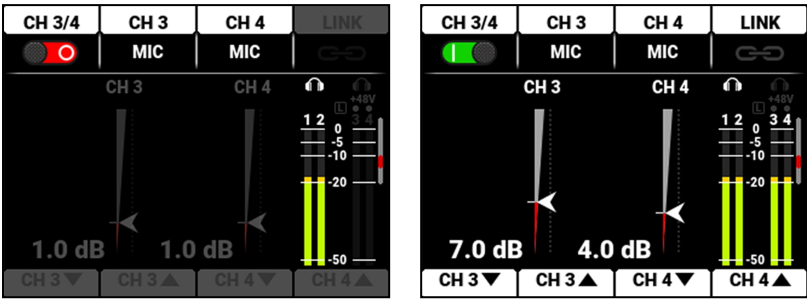 CH 3/4 CH 3 CH 4 LINK
MIC MIC
CH 3 CH 4
+48V
L
1 2 3 4
0
-5
-10
-20
1.0 dB 1.0 dB
-50
CH 3▼ CH 3▲ CH 4▼ CH 4▲
CH 3/4 CH 3 CH 4 LINK
MIC MIC
CH 3 CH 4
+48V
L
1 2 3 4
0
-5
-10
-20
7.0 dB 4.0 dB
-50
CH 3▼ CH 3▲ CH 4▼ CH 4▲